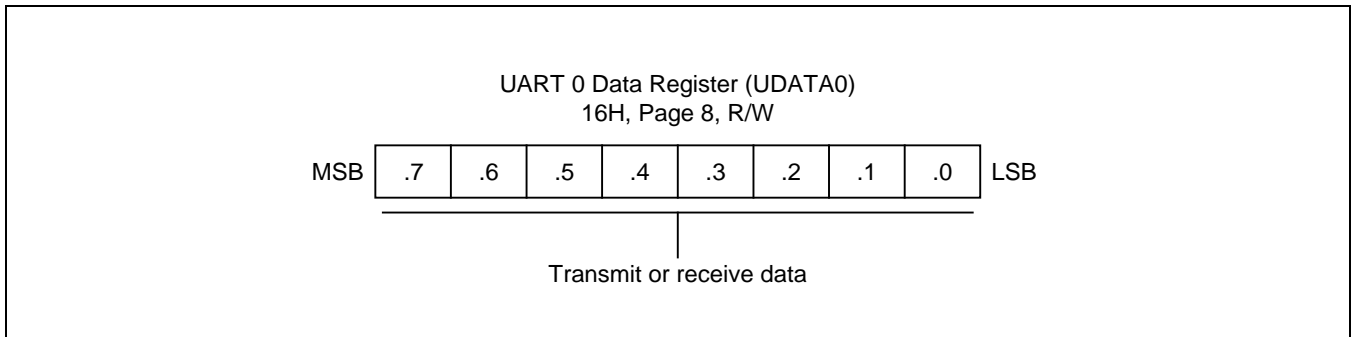 UART 0 Data Register (UDATA0)
16H, Page 8, R/W
MSB .7 .6 .5 .4 .3 .2 .1 .0 LSB
Transmit or receive data